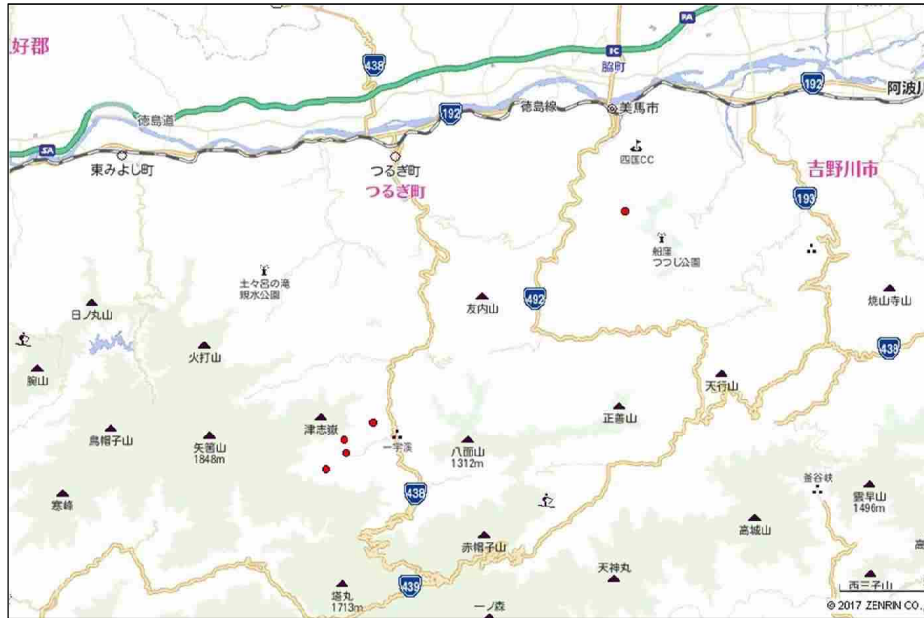 好郡
438
PA
IC
脇町
192
阿波川
192
徳島線
美馬市
徳島道
SA
東みよし町
つるぎ町
つるぎ町
四国CC
吉野川市
193
船窪
つつじ公園
土々呂の滝
親水公園
友内山
492
焼山寺山
日ノ丸山
火打山
438
腕山
天行山
津志嶽
正善山
烏帽子山
矢筈山
1848m
一宇渓
八面山
1312m
釜谷峡
寒峰
438
雲早山
1496m
高城山
赤帽子山
高
439
天神丸
塔丸
1713m
西三子山
一ノ森
© 2017 ZENRIN CO.,